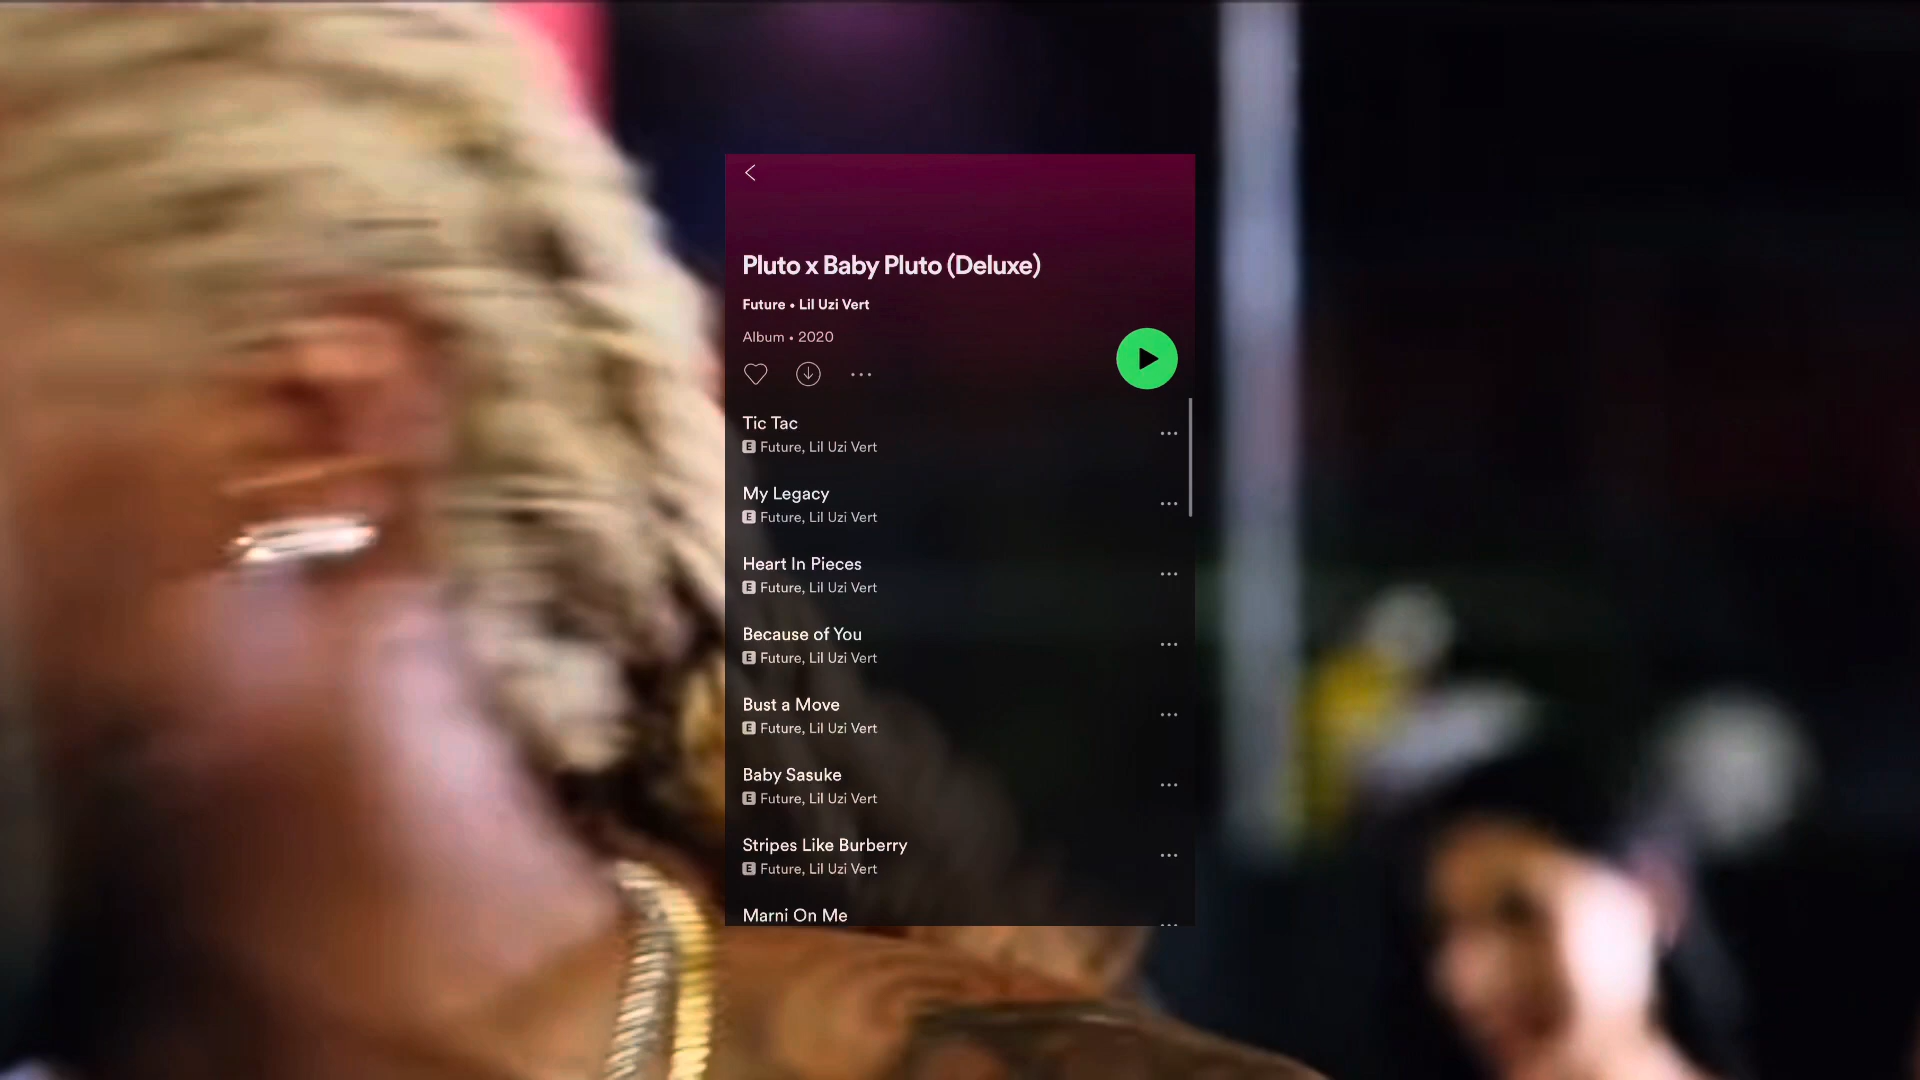 Pluto x Baby Pluto (Deluxe)
Future • Lil Uzi Vert
Album • 2020
Tic Tac
E Future, Lil Uzi Vert
My Legacy
E Future, Lil Uzi Vert
Heart In Pieces
E Future, Lil Uzi Vert
Because of You
E Future, Lil Uzi Vert
Bust a Move
E Future, Lil Uzi Vert
Baby Sasuke
E Future, Lil Uzi Vert
Stripes Like Burberry
E Future, Lil Uzi Vert
Marni On Me